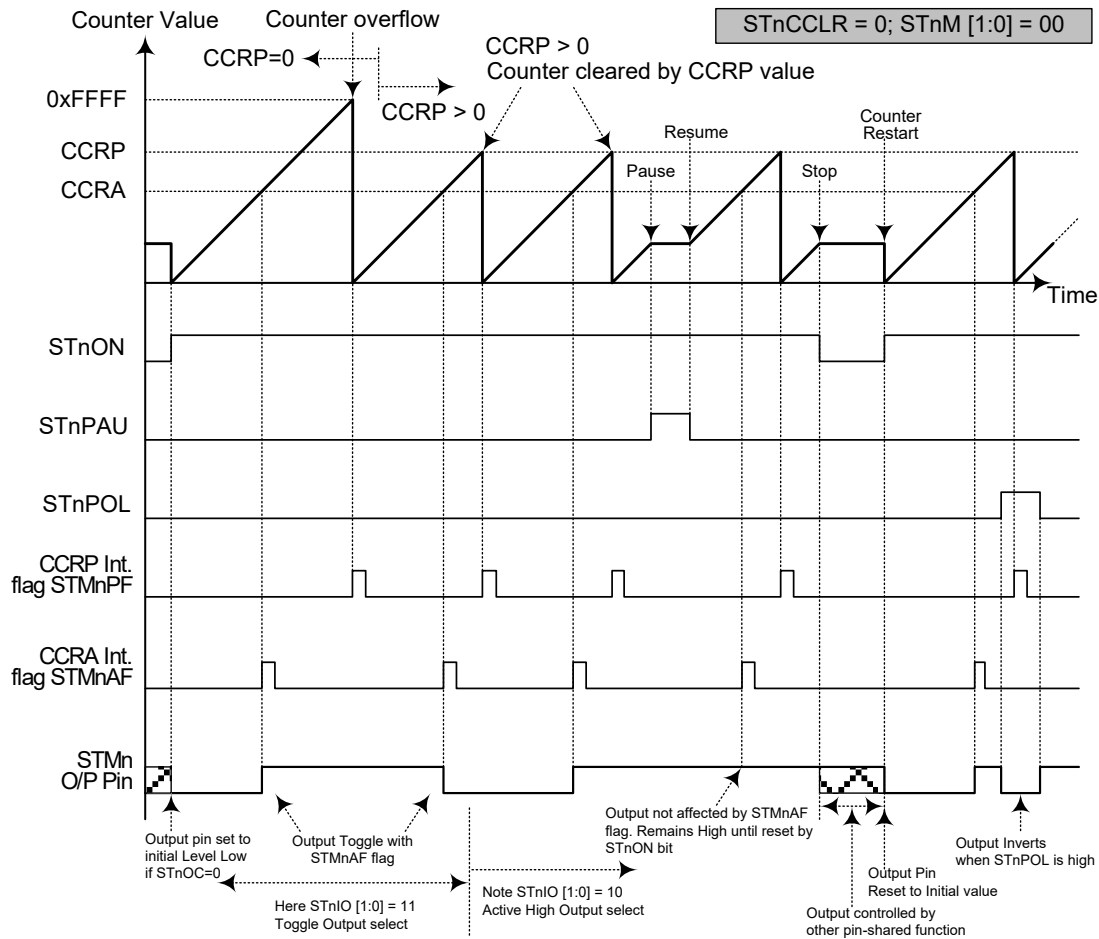 Counter Value
Counter overflow
STnCCLR = 0; STnM [1:0] = 00
CCRP=0
CCRP > 0
CCRP > 0
Counter cleared by CCRP value
0xFFFF
CCRP
CCRA
Pause
Resume
Stop
Counter
Restart
Time
STnON
STnPAU
STnPOL
CCRP Int.
flag STMnPF
CCRA Int.
flag STMnAF
STMn
O/P Pin
Output pin set to
initial Level Low
if STnOC=0
Output Toggle with
STMnAF flag
Output not affected by STMnAF
flag. Remains High until reset by
STnON bit
Output Inverts
when STnPOL is high
Here STnIO [1:0] = 11
Toggle Output select
Note STnIO [1:0] = 10
Active High Output select
Output Pin
Reset to Initial value
Output controlled by
other pin-shared function